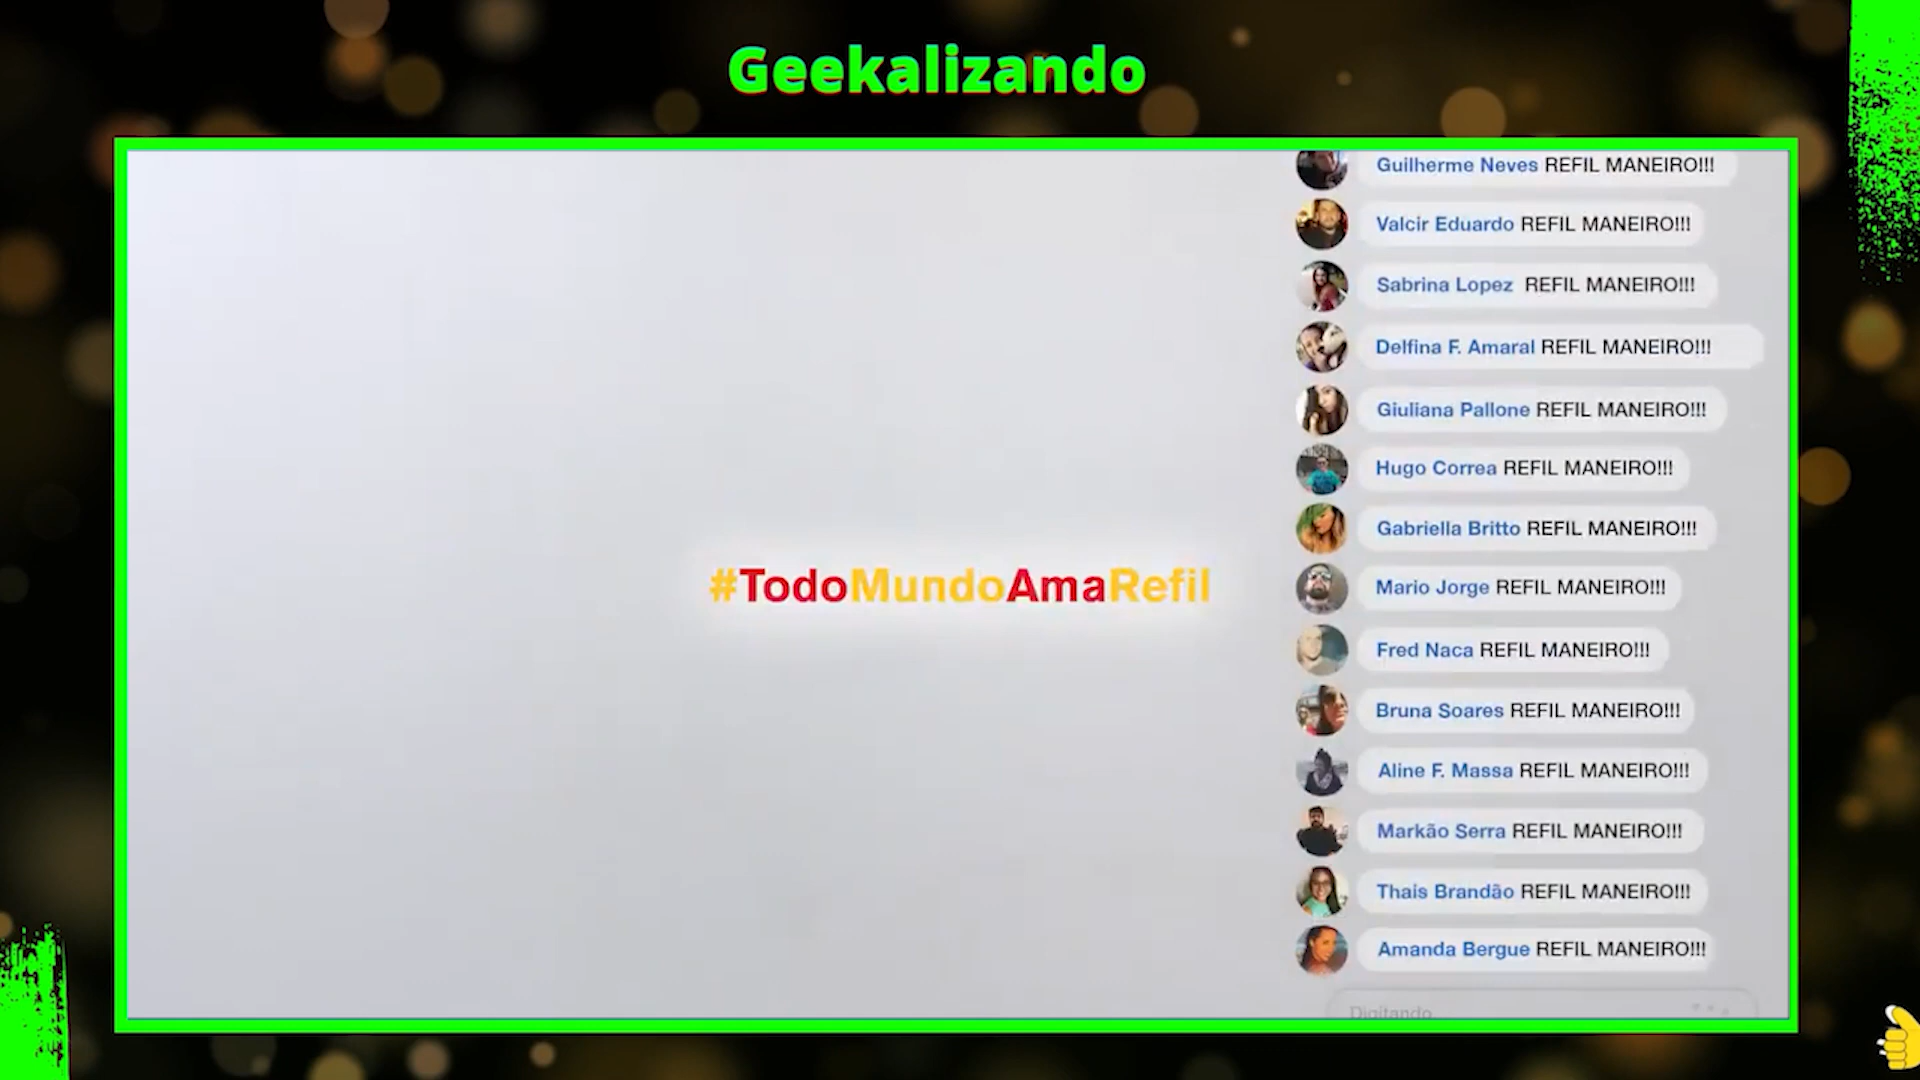 Geekalizando
Guilherme Neves REFIL MANEIRO!!!
Valcir Eduardo REFIL MANEIRO!!!
Sabrina Lopez REFIL MANEIRO!!!
Delfina F. Amaral REFIL MANEIRO!!!
Giuliana Pallone REFIL MANEIRO!!!
Hugo Correa REFIL MANEIRO!!!
Gabriella Britto REFIL MANEIRO!!!
#TodoMundoAmaRefil
Mario Jorge REFIL MANEIRO!!!
Fred Naca REFIL MANEIRO!!!
Bruna Soares REFIL MANEIRO!!!
Aline F. Massa REFIL MANEIRO!!!
Markão Serra REFIL MANEIRO!!!
Thais Brandão REFIL MANEIRO!!!
Amanda Bergue REFIL MANEIRO!!!
Digitando